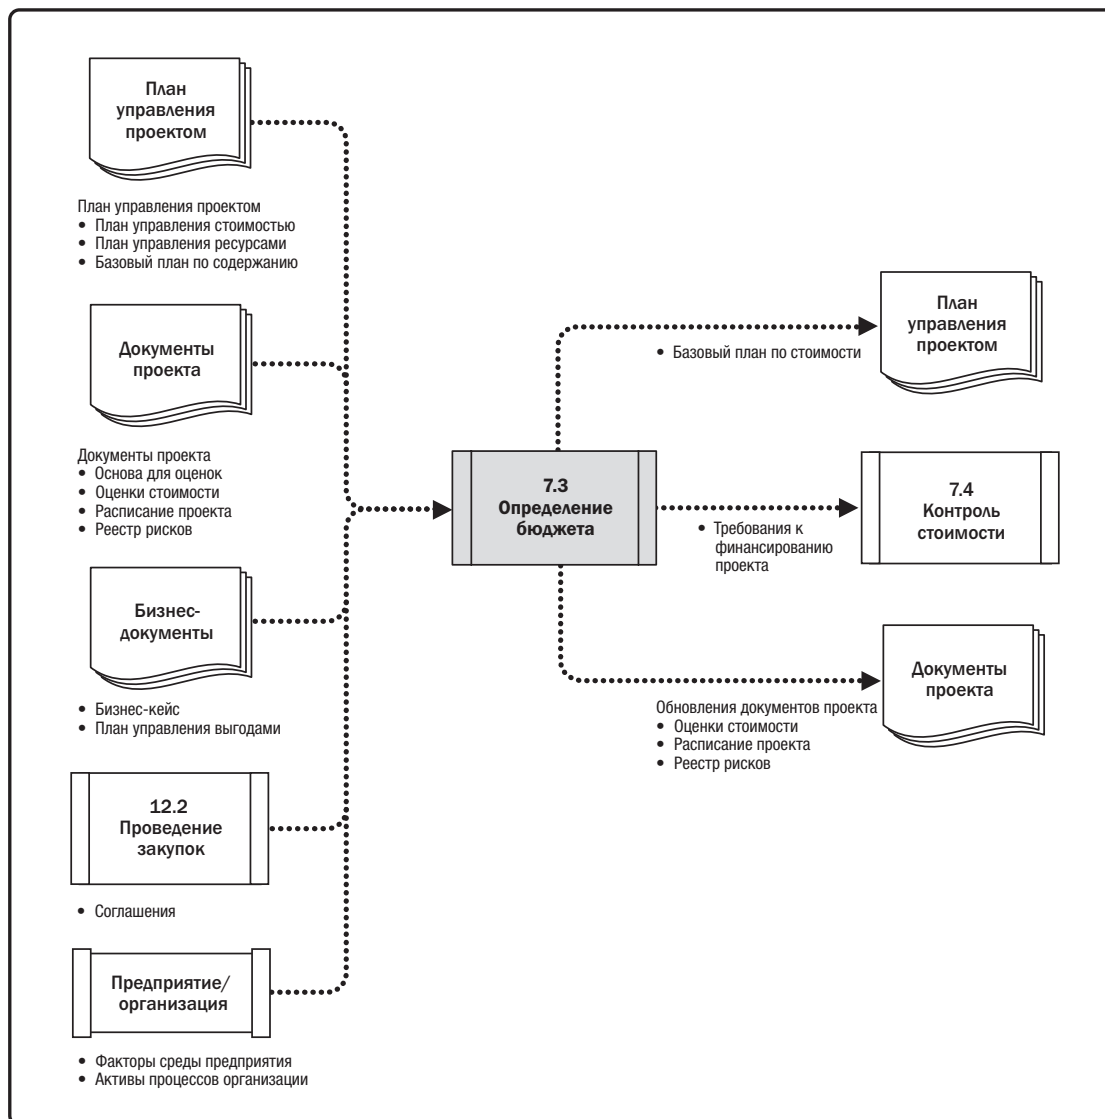 План
управления
проектом
План управления проектом
• План управления стоимостью
• План управления ресурсами
• Базовый план по содержанию
Документы
проекта
Документы проекта
• Основа для оценок
• Оценки стоимости
• Расписание проекта
• Реестр рисков
Бизнес-
документы
• Бизнес-кейс
• План управления выгодами
12.2
Проведение
закупок
• Соглашения
Предприятие/
организация
• Факторы среды предприятия
• Активы процессов организации
7.3
Определение
бюджета
• Базовый план по стоимости
План
управления
проектом
• Требования к
финансированию
проекта
7.4
Контроль
стоимости
Обновления документов проекта
• Оценки стоимости
• Расписание проекта
• Реестр рисков
Документы
проекта